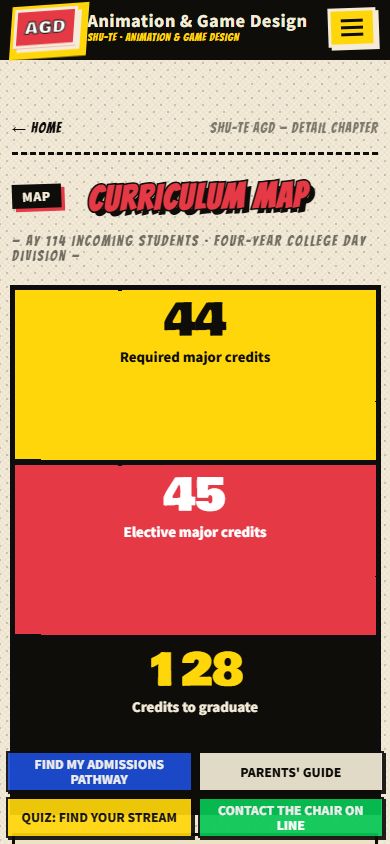 AGD
Animation & Game Design
SHU-TE · ANIMATION & GAME DESIGN
← HOME
SHU-TE AGD — DETAIL CHAPTER
MAP
CURRICULUM MAP
— AY 114 INCOMING STUDENTS · FOUR-YEAR COLLEGE DAY
DIVISION —
44
Required major credits
45
Elective major credits
128
Credits to graduate
FIND MY ADMISSIONS
PATHWAY
PARENTS' GUIDE
QUIZ: FIND YOUR STREAM
CONTACT THE CHAIR ON
LINE